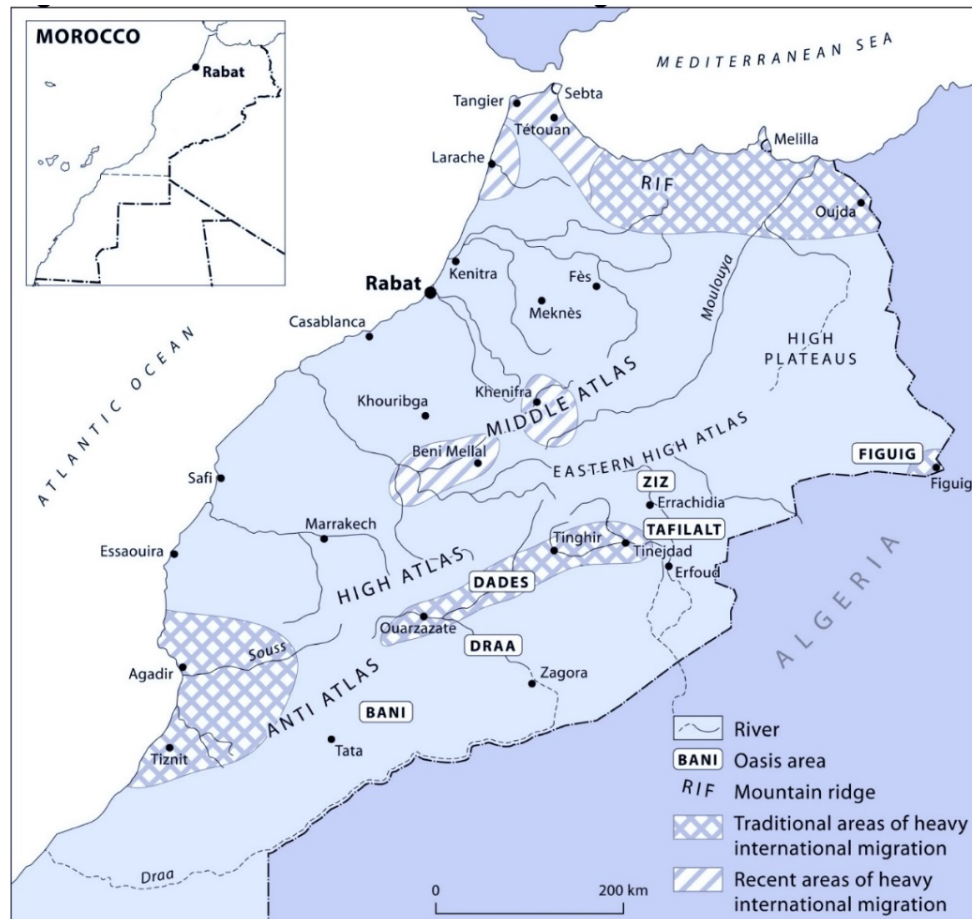 MOROCCO
Rabat
MEDITERRANEAN SEA
Sebta
Tangier
Tétouan
Melilla
Larache
RIF
Oujda
Kenitra
Fès
Rabat
Meknès
Moulouya
Casablanca
HIGH
PLATEAUS
ATLANTIC OCEAN
Khenifra
MIDDLE ATLAS
Khouribga
Beni Mellal
EASTERN HIGH ATLAS
FIGUIG
Safi
ZIZ
Figuig
Errachidia
Marrakech
TAFILALT
Essaouira
Tinghir
Tinejdad
HIGH ATLAS
Erfoud
DADES
ALGERIA
Ouarzazate
Souss
DRAA
Agadir
Zagora
ANTI ATLAS
BANI
Tata
Tiznit
Draa
River
BANI Oasis area
RIF Mountain ridge
Traditional areas of heavy
international migration
Recent areas of heavy
international migration
0 200 km